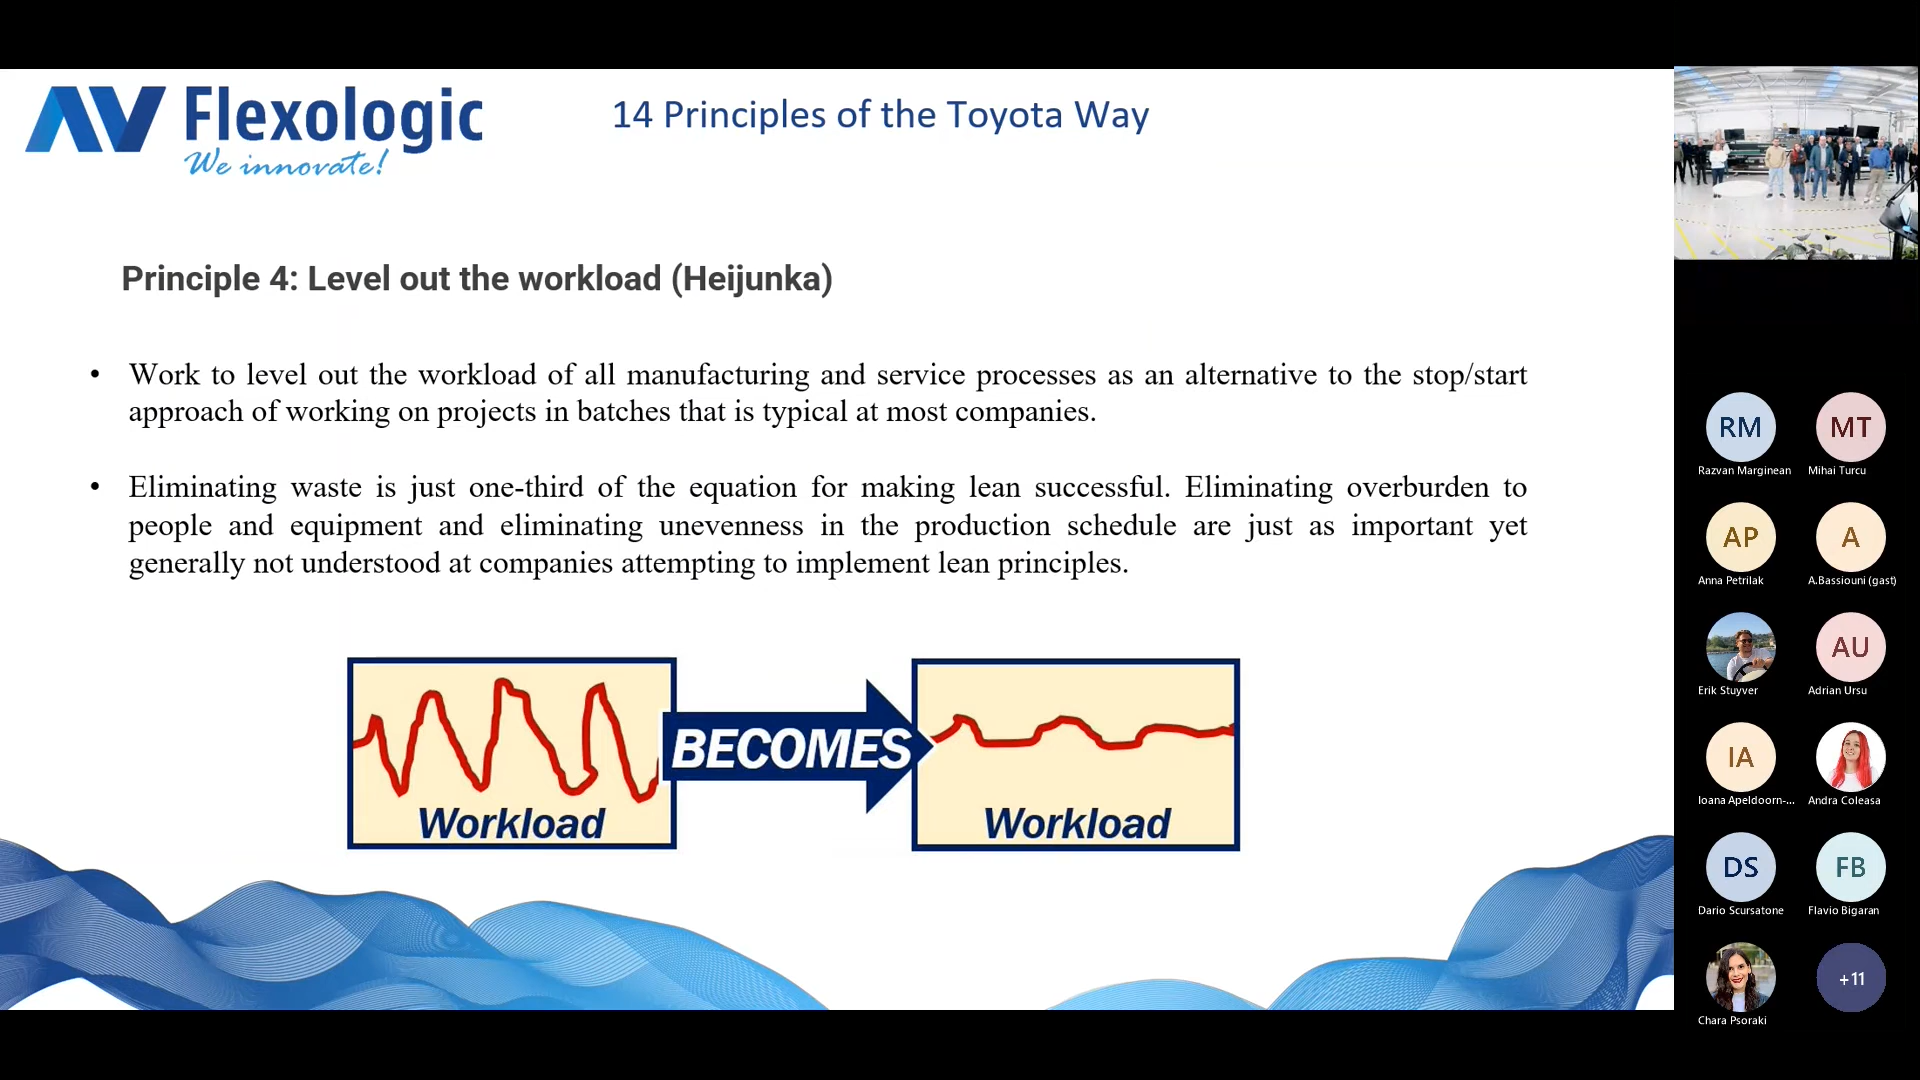 AV Flexologic
We innovate!
14 Principles of the Toyota Way
Principle 4: Level out the workload (Heijunka)
• Work to level out the workload of all manufacturing and service processes as an alternative to the stop/start
approach of working on projects in batches that is typical at most companies.
• Eliminating waste is just one-third of the equation for making lean successful. Eliminating overburden to
people and equipment and eliminating unevenness in the production schedule are just as important yet
generally not understood at companies attempting to implement lean principles.
Workload
BECOMES
Workload
RM
MT
Razvan Marginean
Mihai Turcu
AP
A
Anna Petrilak
A.Bassiouni (gast)
AU
Erik Stuyver
Adrian Ursu
IA
Ioana Apeldoorn-...
Andra Coleasa
DS
FB
Dario Scursatone
Flavio Bigaran
+11
Chara Psoraki